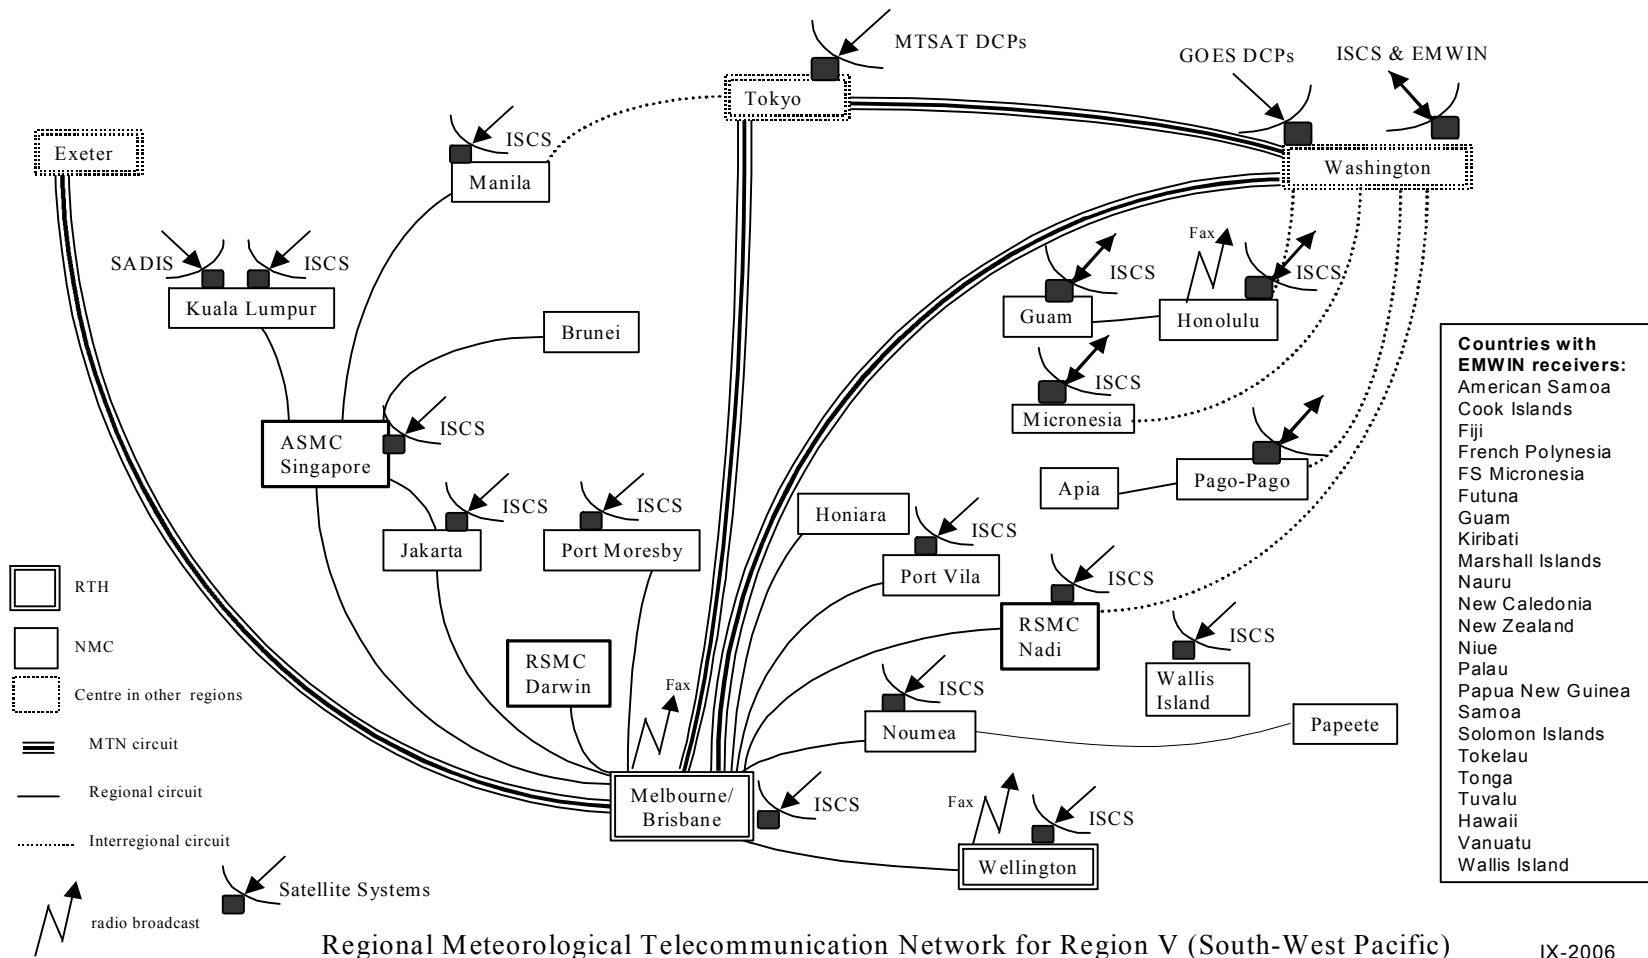 MTSAT DCPs
GOES DCPs
ISCS & EMWIN
Tokyo
Exeter
ISCS
Manila
Washington
SADIS
ISCS
Kuala Lumpur
Fax
ISCS
ISCS
Guam
Honolulu
Brunei
ISCS
Micronesia
ISCS
ASMC
Singapore
Apia
Pago-Pago
ISCS
Jakarta
ISCS
Port Moresby
Honiara
ISCS
Port Vila
ISCS
RSMC
Nadi
ISCS
Wallis
Island
RSMC
Darwin
Fax
ISCS
Noumea
Papeete
Melbourne/
Brisbane
ISCS
Fax
ISCS
Wellington
Countries with
EMWIN receivers:
American Samoa
Cook Islands
Fiji
French Polynesia
FS Micronesia
Futuna
Guam
Kiribati
Marshall Islands
Nauru
New Caledonia
New Zealand
Niue
Palau
Papua New Guinea
Samoa
Solomon Islands
Tokelau
Tonga
Tuvalu
Hawaii
Vanuatu
Wallis Island
RTH
NMC
Centre in other regions
MTN circuit
Regional circuit
Interregional circuit
radio broadcast
Satellite Systems
Regional Meteorological Telecommunication Network for Region V (South-West Pacific)
IX-2006